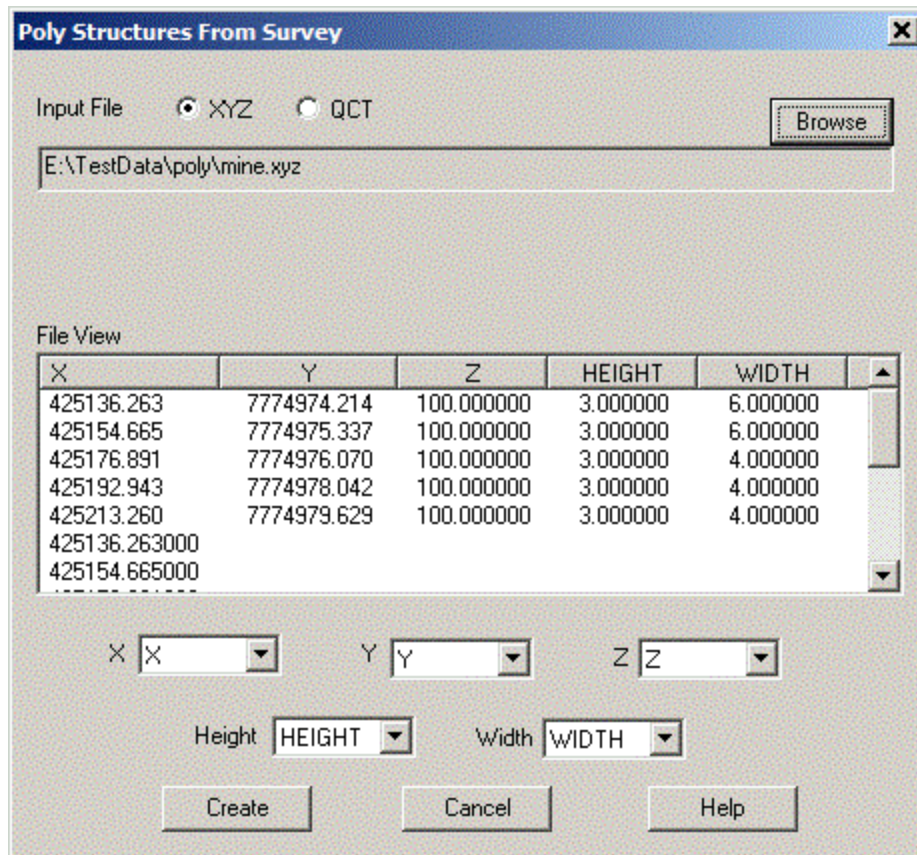 Poly Structures From Survey
Input File XYZ QCT
Browse
E:\TestData\poly\mine.xyz
File View
X Y Z HEIGHT WIDTH
425136.263 7774974.214 100.000000 3.000000 6.000000
425154.665 7774975.337 100.000000 3.000000 6.000000
425176.891 7774976.070 100.000000 3.000000 4.000000
425192.943 7774978.042 100.000000 3.000000 4.000000
425213.260 7774979.629 100.000000 3.000000 4.000000
425136.263000
425154.665000
X X Y Y Z Z
Height HEIGHT Width WIDTH
Create Cancel Help